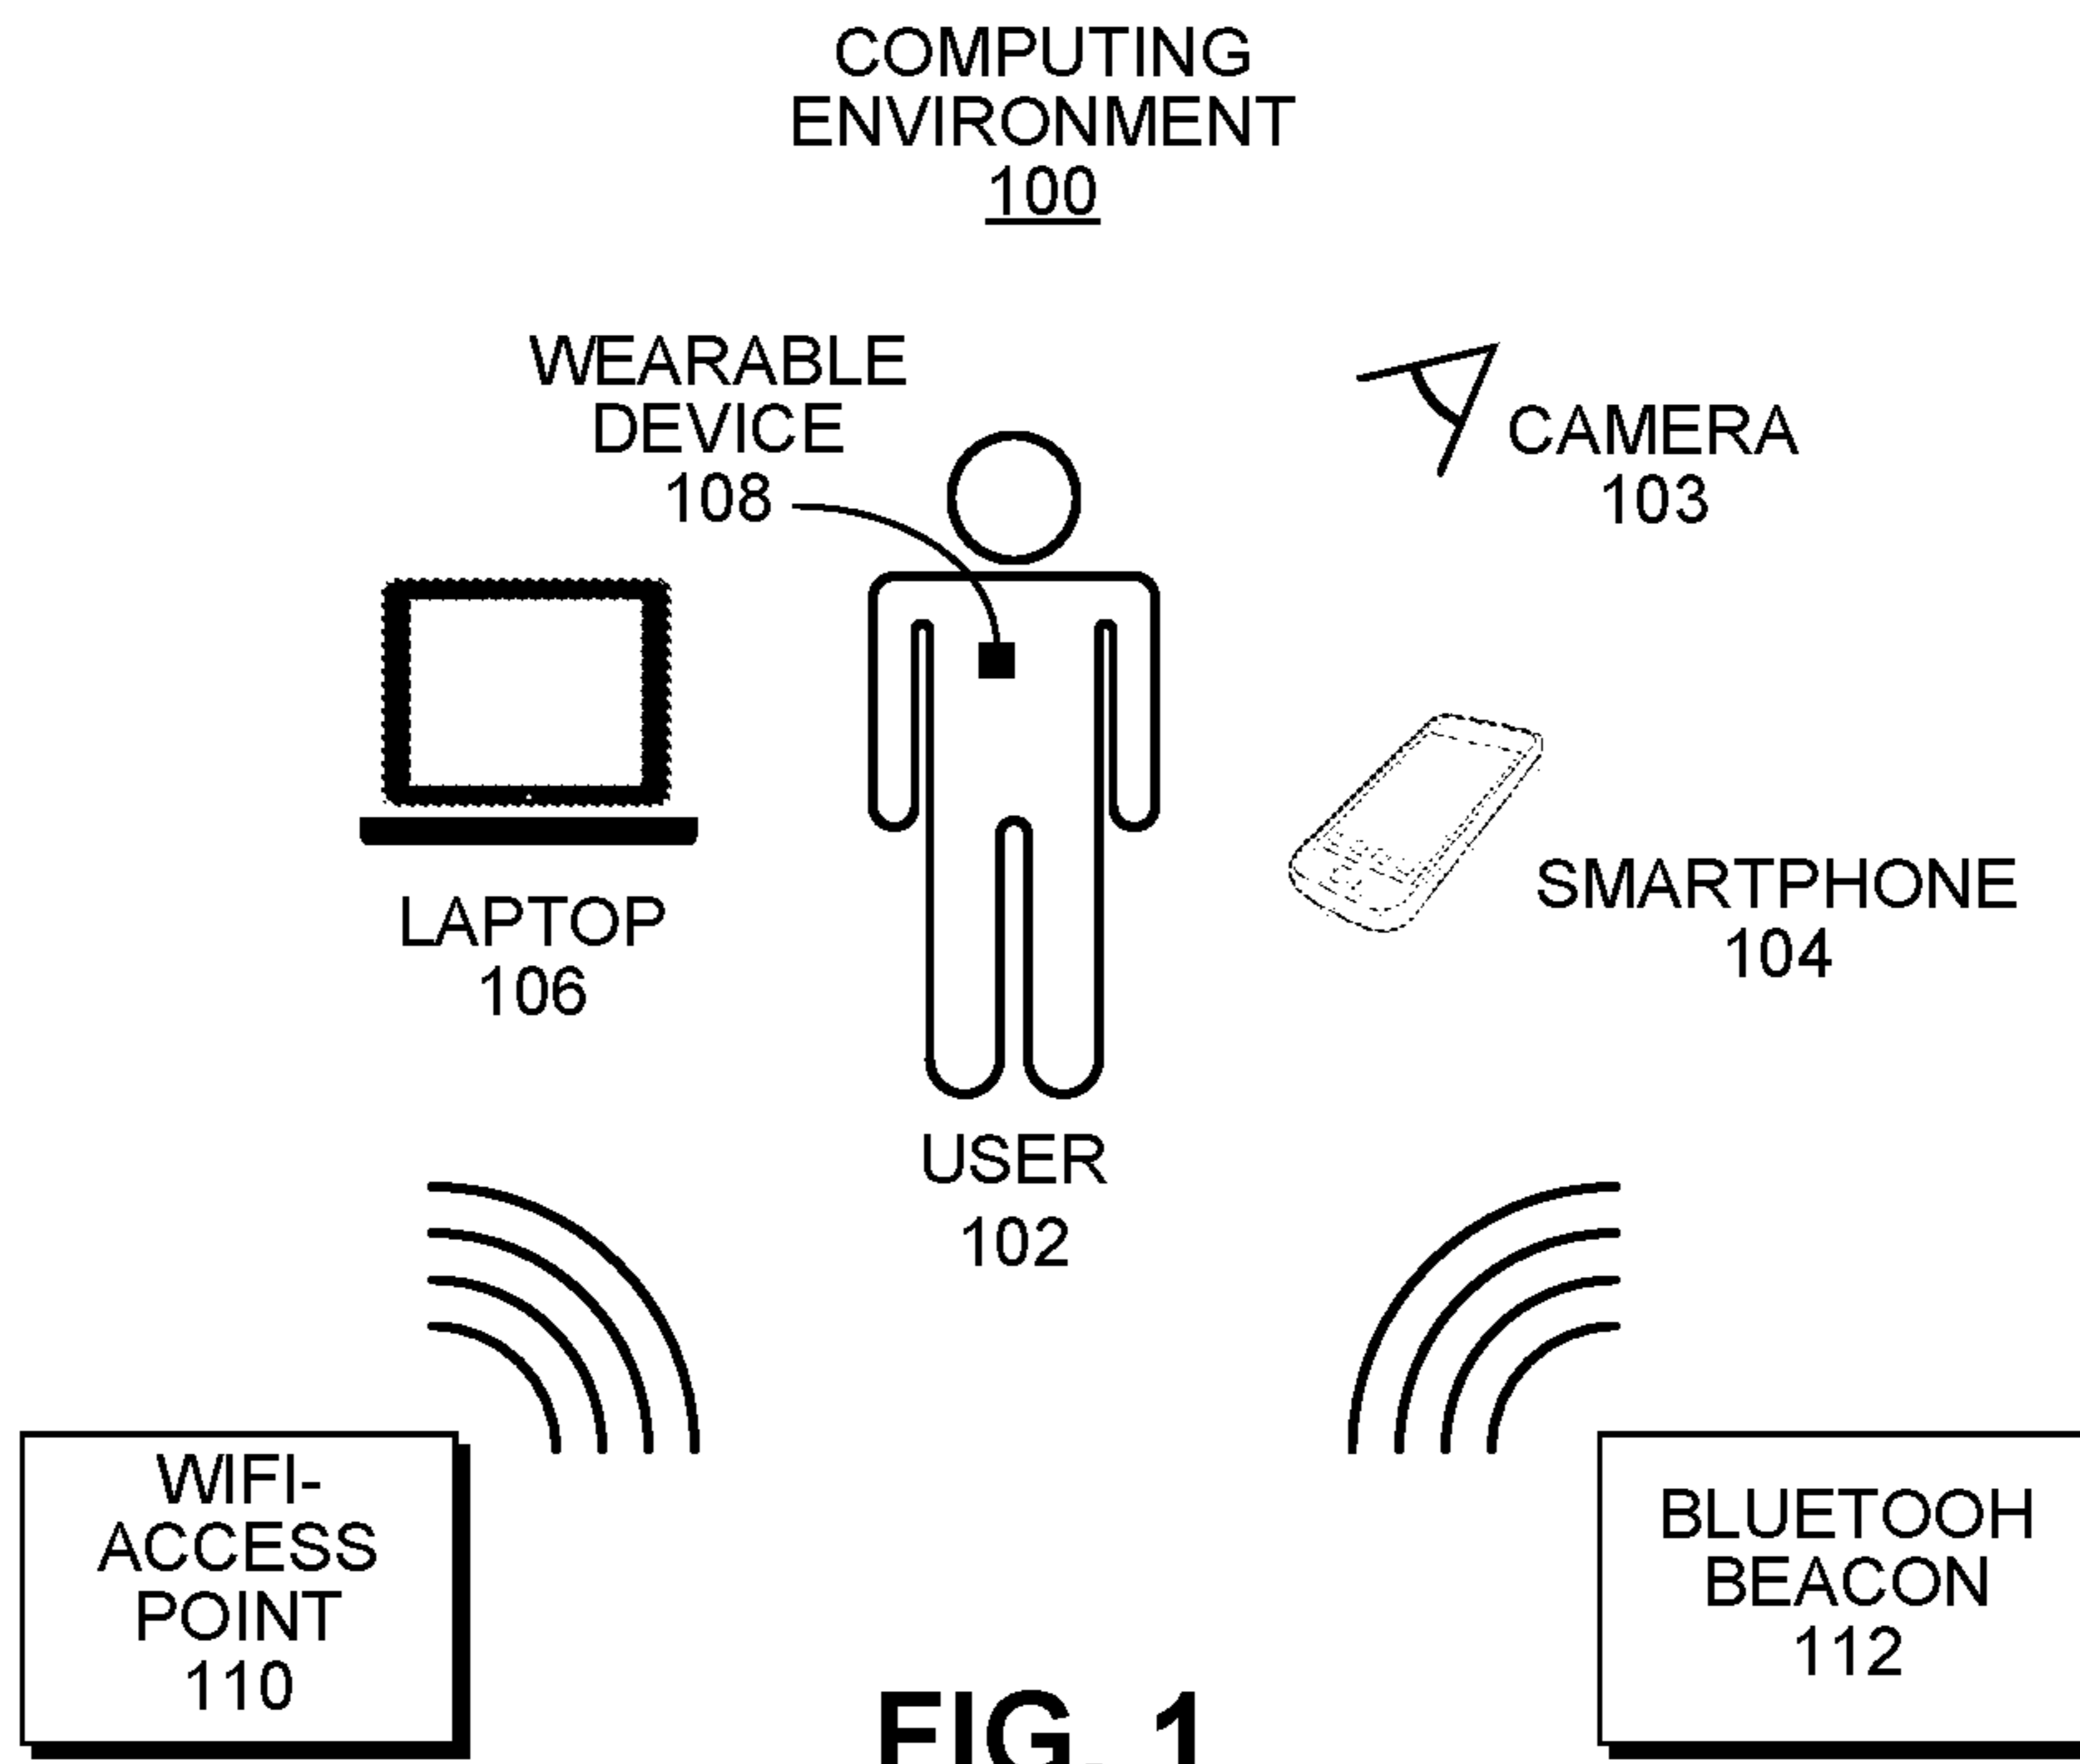 COMPUTING
ENVIRONMENT
100
WEARABLE
DEVICE
108
CAMERA
103
LAPTOP
106
SMARTPHONE
104
USER
102
WIFI-
ACCESS
POINT
110
BLUETOOH
BEACON
112
FIG. 1